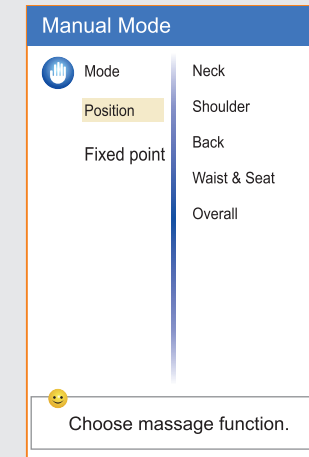 Manual Mode
Mode
Position
Fixed point
Neck
Shoulder
Back
Waist & Seat
Overall
Choose massage function.